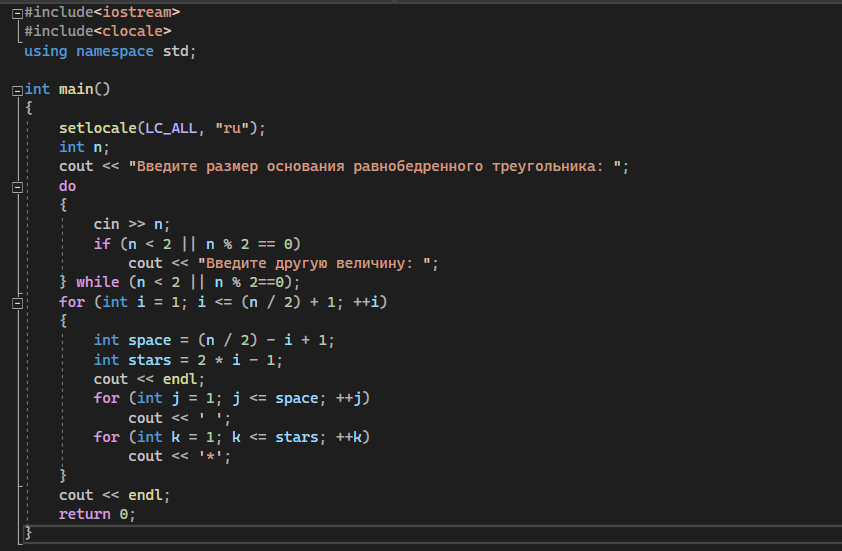 #include<iostream>
#include<clocale>
using namespace std;
int main()
{
setlocale(LC_ALL, "ru");
int n;
cout << "Введите размер основания равнобедренного треугольника: ";
do
{
cin >> n;
if (n < 2 || n % 2 == 0)
cout << "Введите другую величину: ";
} while (n < 2 || n % 2==0);
for (int i = 1; i <= (n / 2) + 1; ++i)
{
int space = (n / 2) - i + 1;
int stars = 2 * i - 1;
cout << endl;
for (int j = 1; j <= space; ++j)
cout << ' ';
for (int k = 1; k <= stars; ++k)
cout << '*';
}
cout << endl;
return 0;
}